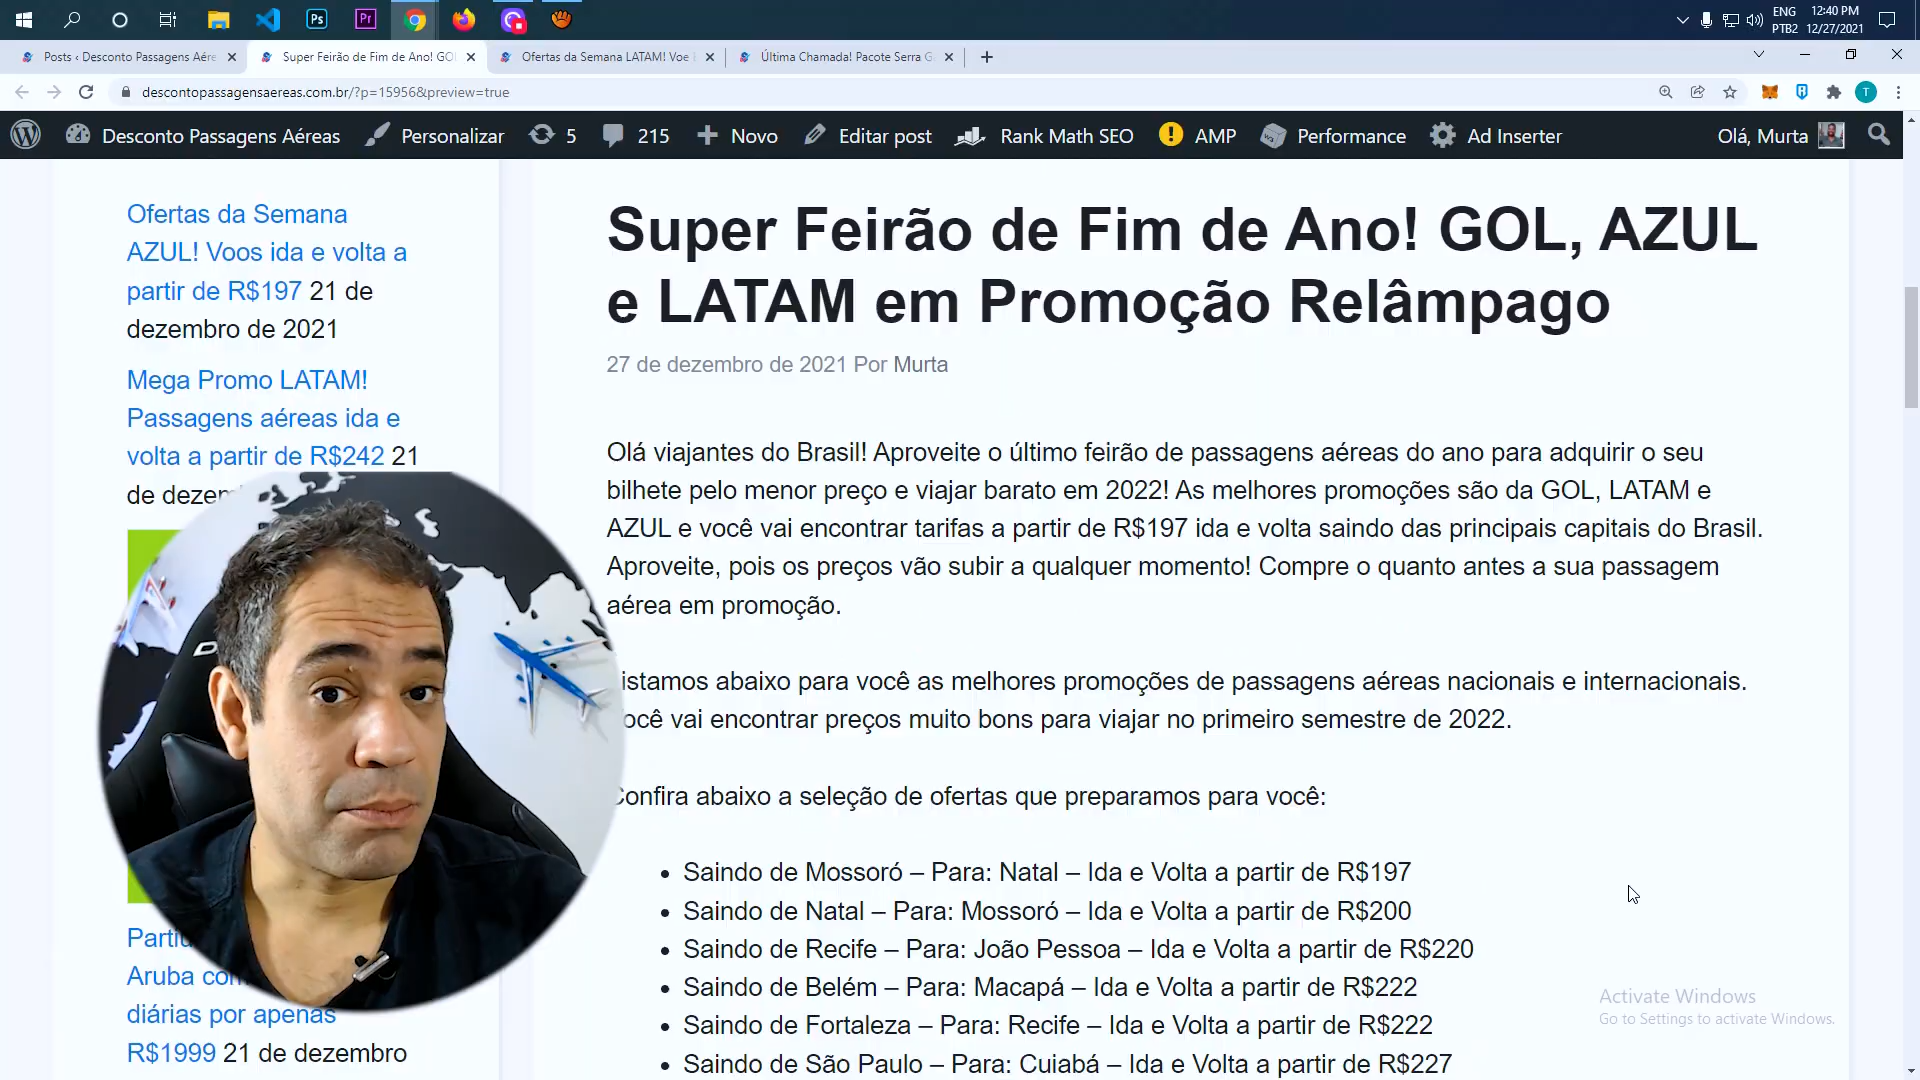 Ps
Pr
ENG
PTB2
12:40 PM
12/27/2021
Posts ‹ Desconto Passagens Aére
Super Feirão de Fim de Ano! GO
Ofertas da Semana LATAM! Voe
Última Chamada! Pacote Serra G
descontopassagensaereas.com.br/?p=15956&preview=true
T
Desconto Passagens Aéreas
Personalizar
5
215
Novo
Editar post
Rank Math SEO
AMP
Performance
Ad Inserter
Olá, Murta
Ofertas da Semana
AZUL! Voos ida e volta a
partir de R$197 21 de
dezembro de 2021
Mega Promo LATAM!
Passagens aéreas ida e
volta a partir de R$242 21
de dezem
Partiu
Aruba com
diárias por apenas
R$1999 21 de dezembro
Super Feirão de Fim de Ano! GOL, AZUL
e LATAM em Promoção Relâmpago
27 de dezembro de 2021 Por Murta
Olá viajantes do Brasil! Aproveite o último feirão de passagens aéreas do ano para adquirir o seu
bilhete pelo menor preço e viajar barato em 2022! As melhores promoções são da GOL, LATAM e
AZUL e você vai encontrar tarifas a partir de R$197 ida e volta saindo das principais capitais do Brasil.
Aproveite, pois os preços vão subir a qualquer momento! Compre o quanto antes a sua passagem
aérea em promoção.
istamos abaixo para você as melhores promoções de passagens aéreas nacionais e internacionais.
ocê vai encontrar preços muito bons para viajar no primeiro semestre de 2022.
Confira abaixo a seleção de ofertas que preparamos para você:
• Saindo de Mossoró – Para: Natal – Ida e Volta a partir de R$197
• Saindo de Natal – Para: Mossoró – Ida e Volta a partir de R$200
• Saindo de Recife – Para: João Pessoa – Ida e Volta a partir de R$220
• Saindo de Belém – Para: Macapá – Ida e Volta a partir de R$222
• Saindo de Fortaleza – Para: Recife – Ida e Volta a partir de R$222
• Saindo de São Paulo – Para: Cuiabá – Ida e Volta a partir de R$227
Activate Windows
Go to Settings to activate Windows.